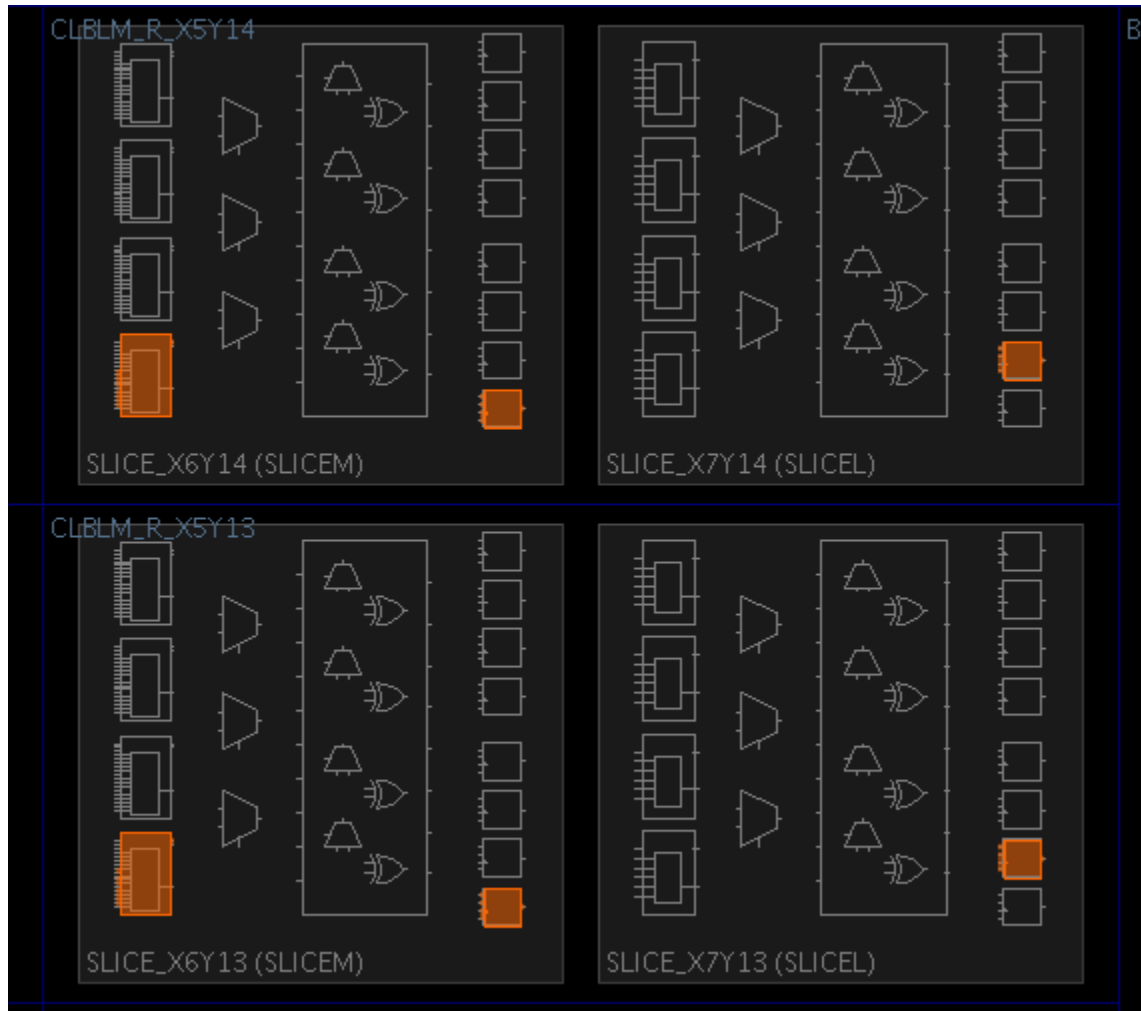 CLBLM_R_X5Y14
B
SLICE_X6Y14 (SLICEM)
SLICE_X7Y14 (SLICEL)
CLBLM_R_X5Y13
SLICE_X6Y13 (SLICEM)
SLICE_X7Y13 (SLICEL)